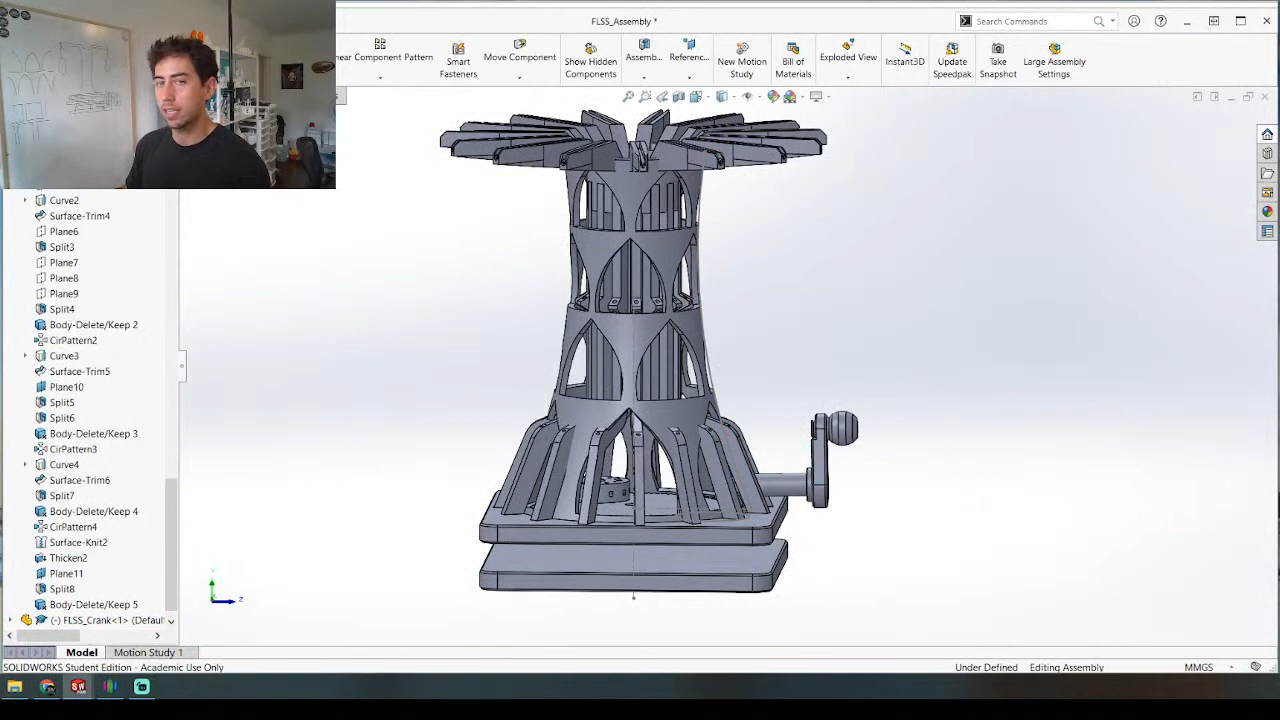 FLSS_Assembly *
Search Commands
near Component Pattern
Smart
Fasteners
Move Component
Show Hidden
Components
Assemb...
Referenc...
New Motion
Study
Bill of
Materials
Exploded View
Instant3D
Update
Speedpak
Take
Snapshot
Large Assembly
Settings
Curve2
Surface-Trim4
Plane6
Split3
Plane7
Plane8
Plane9
Split4
Body-Delete/Keep 2
CirPattern2
Curve3
Surface-Trim5
Plane10
Split5
Split6
Body-Delete/Keep 3
CirPattern3
Curve4
Surface-Trim6
Split7
Body-Delete/Keep 4
CirPattern4
Surface-Knit2
Thicken2
Plane11
Split8
Body-Delete/Keep 5
(-) FLSS_Crank<1> (Defaul
Y
Z
Model
Motion Study 1
SOLIDWORKS Student Edition - Academic Use Only
Under Defined
Editing Assembly
MMGS